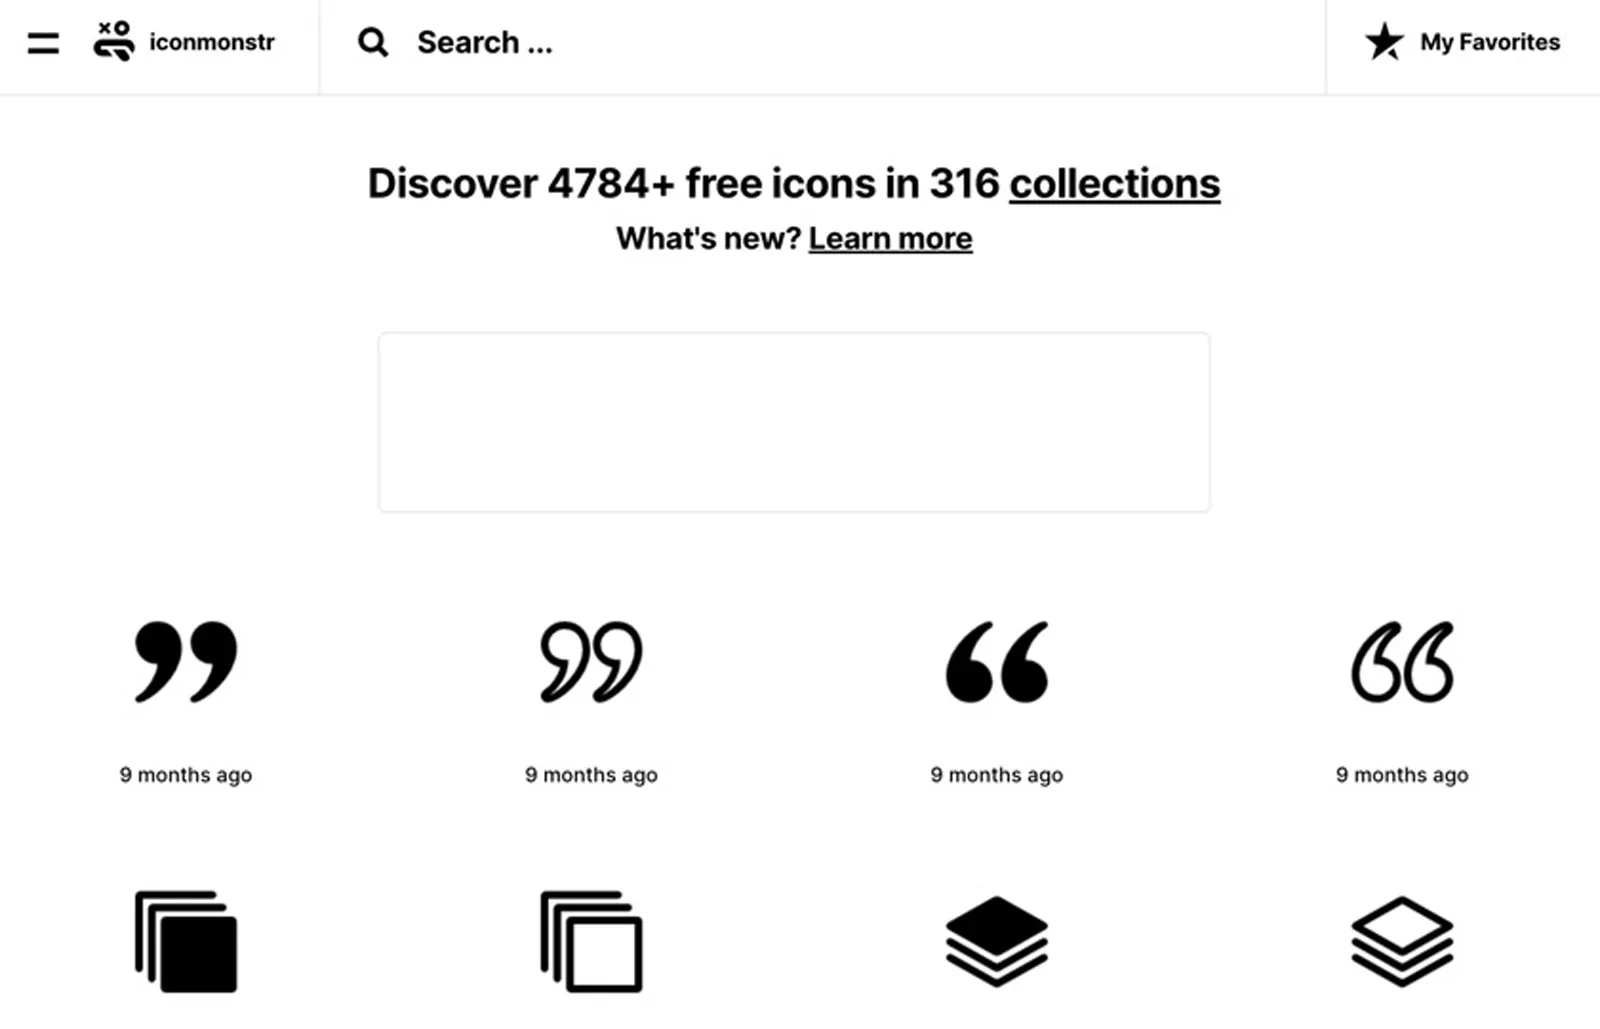 iconmonstr
Search ...
My Favorites
Discover 4784+ free icons in 316 collections
What's new? Learn more
9 months ago
9 months ago
9 months ago
9 months ago